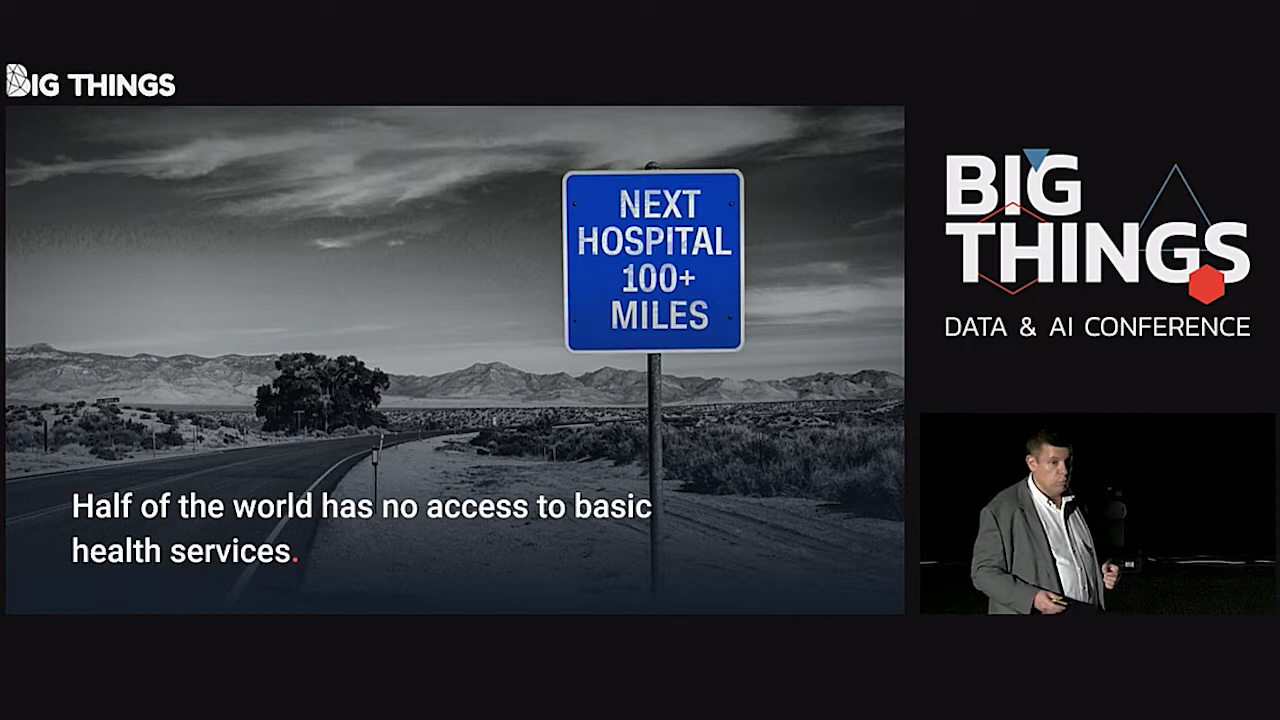 BIG THINGS
NEXT
HOSPITAL
100+
MILES
Half of the world has no access to basic
health services.
BIG
THINGS
DATA & AI CONFERENCE